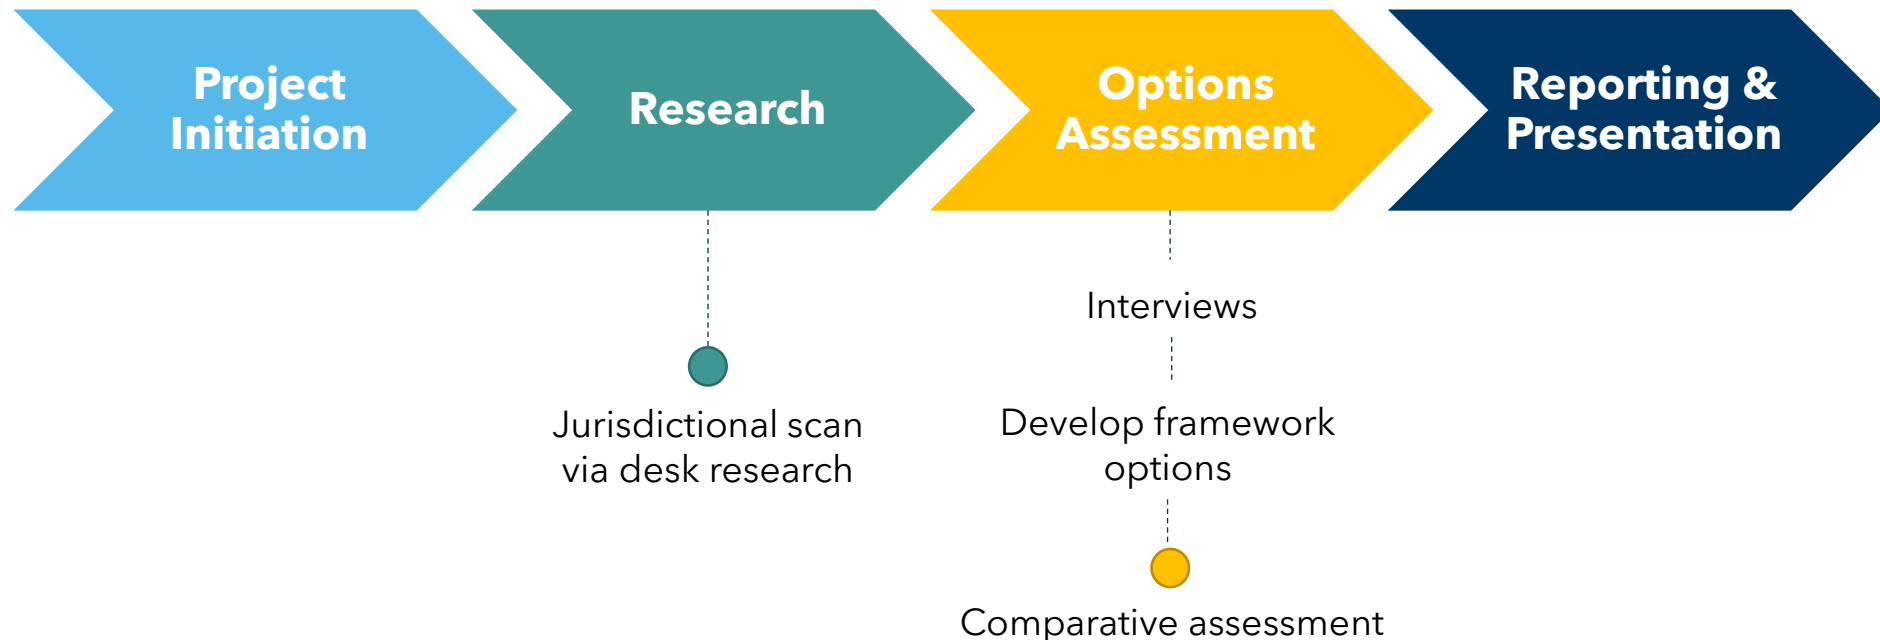 Project
Initiation
Research
Options
Assessment
Reporting &
Presentation
Jurisdictional scan
via desk research
Interviews
Develop framework
options
Comparative assessment